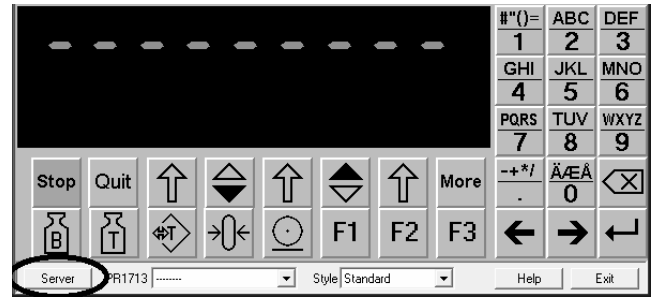 - - - - - - - - -
#"()= ABC DEF
1 2 3
GHI JKL MNO
4 5 6
PQRS TUV WXYZ
7 8 9
Stop Quit More -+*/ ÄÆÅ
. 0
B T T F1 F2 F3
Server PR1713 -------- Style Standard Help Exit